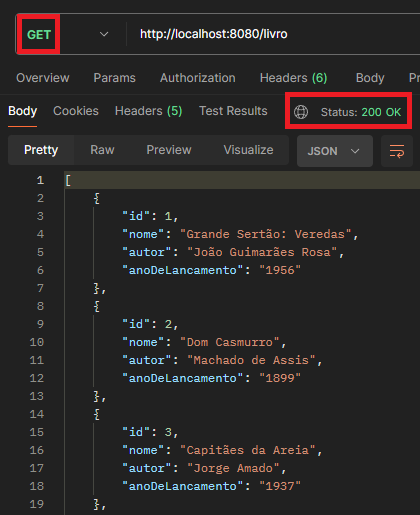 GET http://localhost:8080/livro
Overview Params Authorization Headers (6) Body Pr
Body Cookies Headers (5) Test Results Status: 200 OK
Pretty Raw Preview Visualize JSON
1 [
2 {
3 "id": 1,
4 "nome": "Grande Sertão: Veredas",
5 "autor": "João Guimarães Rosa",
6 "anoDeLancamento": "1956"
7 },
8 {
9 "id": 2,
10 "nome": "Dom Casmurro",
11 "autor": "Machado de Assis",
12 "anoDeLancamento": "1899"
13 },
14 {
15 "id": 3,
16 "nome": "Capitães da Areia",
17 "autor": "Jorge Amado",
18 "anoDeLancamento": "1937"
19 },